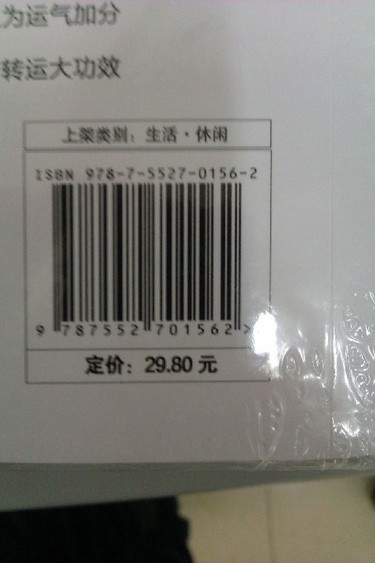 为运气加分
转运大功效
上架类别：生活·休闲
ISBN 978-7-5527-0156-2
9 787552 701562 >
定价：29.80 元